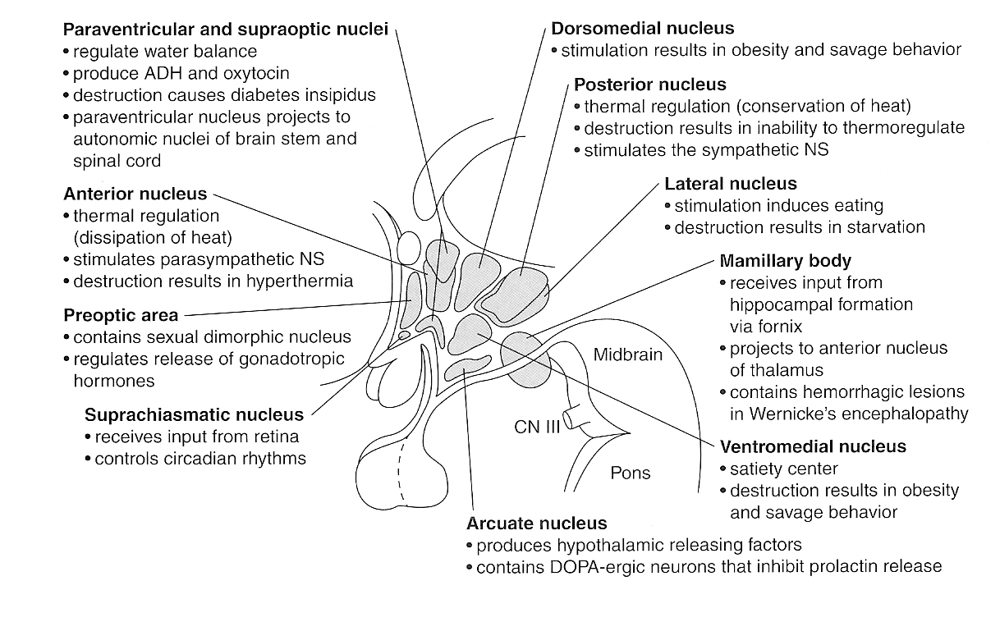 Paraventricular and supraoptic nuclei
• regulate water balance
• produce ADH and oxytocin
• destruction causes diabetes insipidus
• paraventricular nucleus projects to
autonomic nuclei of brain stem and
spinal cord
Anterior nucleus
• thermal regulation
(dissipation of heat)
• stimulates parasympathetic NS
• destruction results in hyperthermia
Preoptic area
• contains sexual dimorphic nucleus
• regulates release of gonadotropic
hormones
Suprachiasmatic nucleus
• receives input from retina
• controls circadian rhythms
Dorsomedial nucleus
• stimulation results in obesity and savage behavior
Posterior nucleus
• thermal regulation (conservation of heat)
• destruction results in inability to thermoregulate
• stimulates the sympathetic NS
Lateral nucleus
• stimulation induces eating
• destruction results in starvation
Mamillary body
• receives input from
hippocampal formation
via fornix
• projects to anterior nucleus
of thalamus
• contains hemorrhagic lesions
in Wernicke's encephalopathy
Midbrain
CN III
Pons
Ventromedial nucleus
• satiety center
• destruction results in obesity
and savage behavior
Arcuate nucleus
• produces hypothalamic releasing factors
• contains DOPA-ergic neurons that inhibit prolactin release